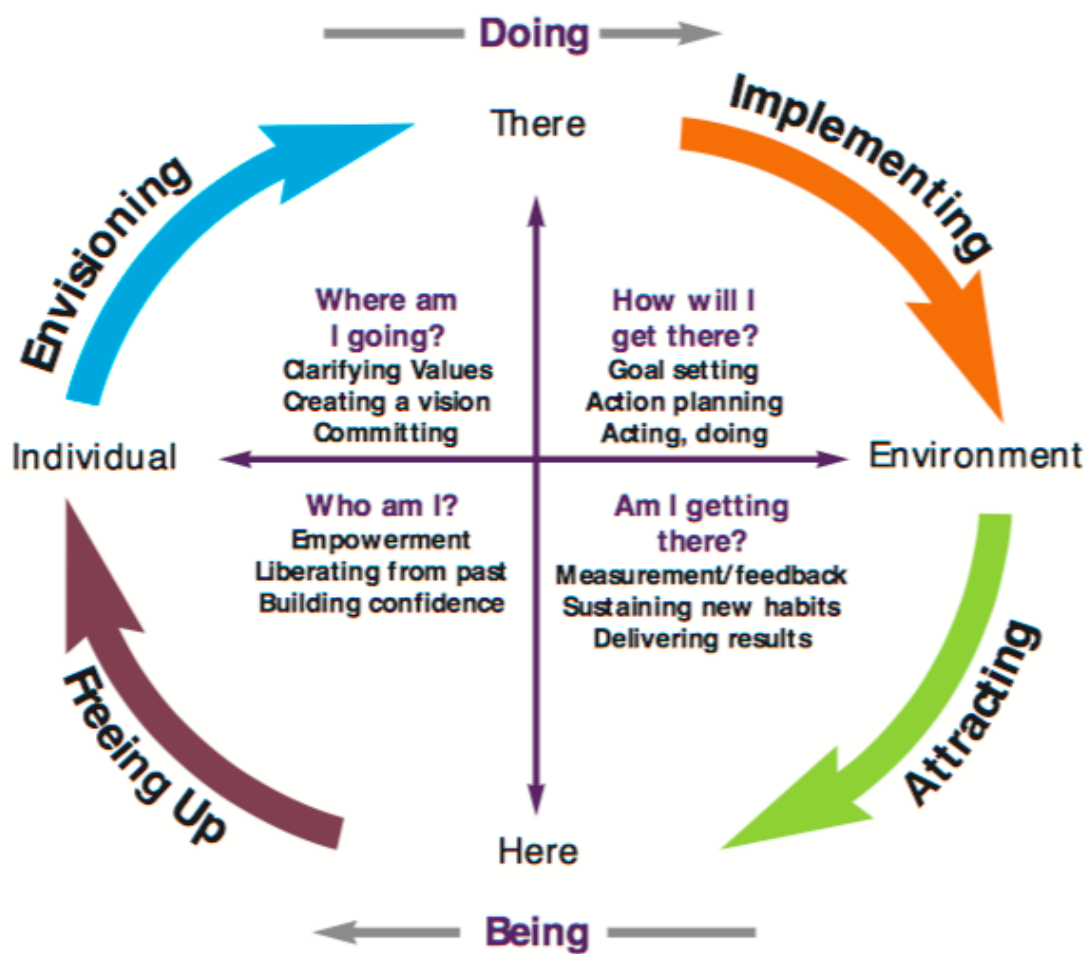 Doing
There
Implementing
Envisioning
Where am
I going?
Clarifying Values
Creating a vision
Committing
How will I
get there?
Goal setting
Action planning
Acting, doing
Individual
Environment
Who am I?
Empowerment
Liberating from past
Building confidence
Am I getting
there?
Measurement/feedback
Sustaining new habits
Delivering results
Freeing Up
Attracting
Here
Being